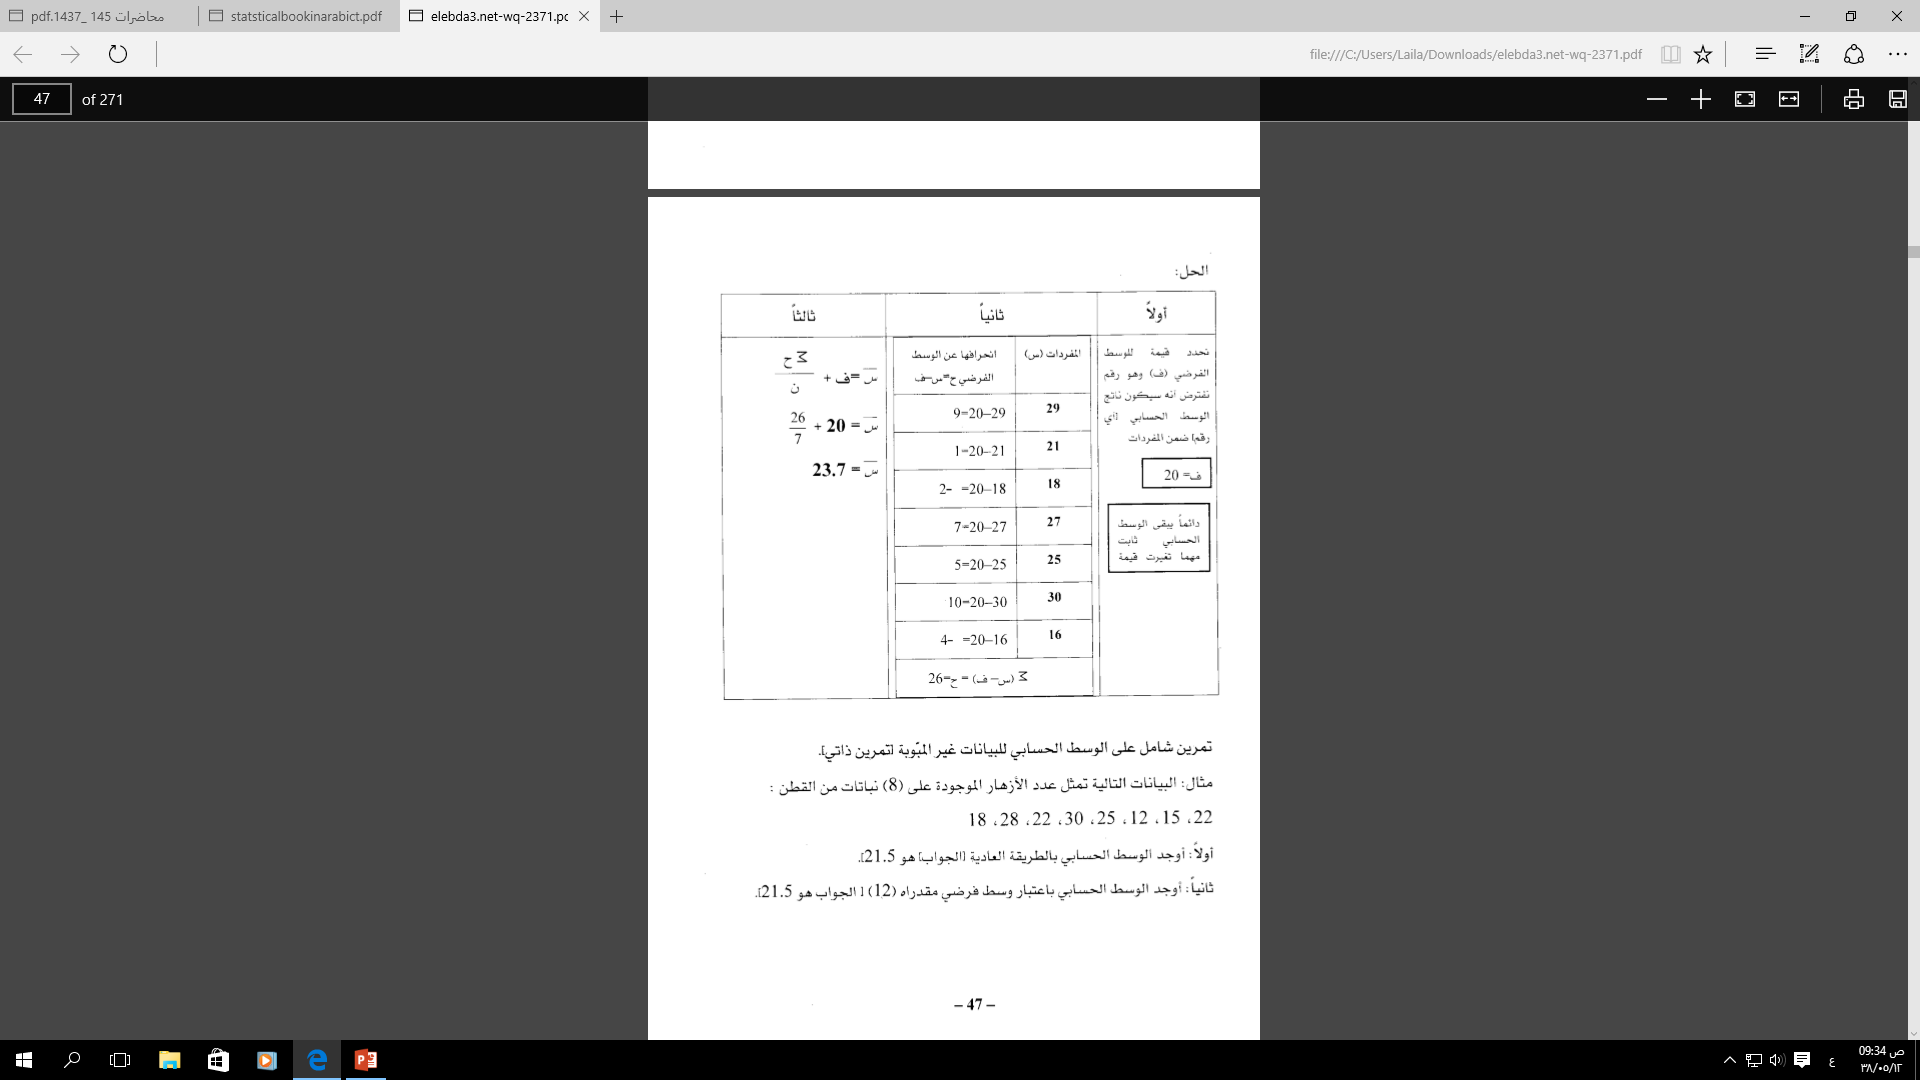 محاضرات 145 _1437.pdf
statsticalbookinarabict.pdf
elebda3.net-wq-2371.pc
file:///C:/Users/Laila/Downloads/elebda3.net-wq-2371.pdf
47 of 271
الحل:
أولاً
ثانياً
ثالثاً
نحدد قيمة للوسط
الفرضي (ف) وهو رقم
نفترض أنه سيكون ناتج
الوسط الحسابي [أي
رقم] ضمن المفردات
ف= 20
دائماً يبقى الوسط
الحسابي ثابت
مهما تغيرت قيمة
المفردات (س)
انحرافها عن الوسط
الفرضي ح=س–ف
29
29–20=9
21
21–20=1
18
18–20= -2
27
27–20=7
25
25–20=5
30
30–20=10
16
16–20= -4
Σ (س– ف) = ح=26
س = ف + Σ ح / ن
س = 20 + 26 / 7
س = 23.7
تمرين شامل على الوسط الحسابي للبيانات غير المبّوبة [تمرين ذاتي].
مثال: البيانات التالية تمثل عدد الأزهار الموجودة على (8) نباتات من القطن :
22، 15، 12، 25، 30، 22، 28، 18
أولاً: أوجد الوسط الحسابي بالطريقة العادية [الجواب] هو 21.5].
ثانياً: أوجد الوسط الحسابي باعتبار وسط فرضي مقدراه (12) [ الجواب هو 21.5].
– 47 –
ع
09:34 ص
٣٨/٠٥/١٢